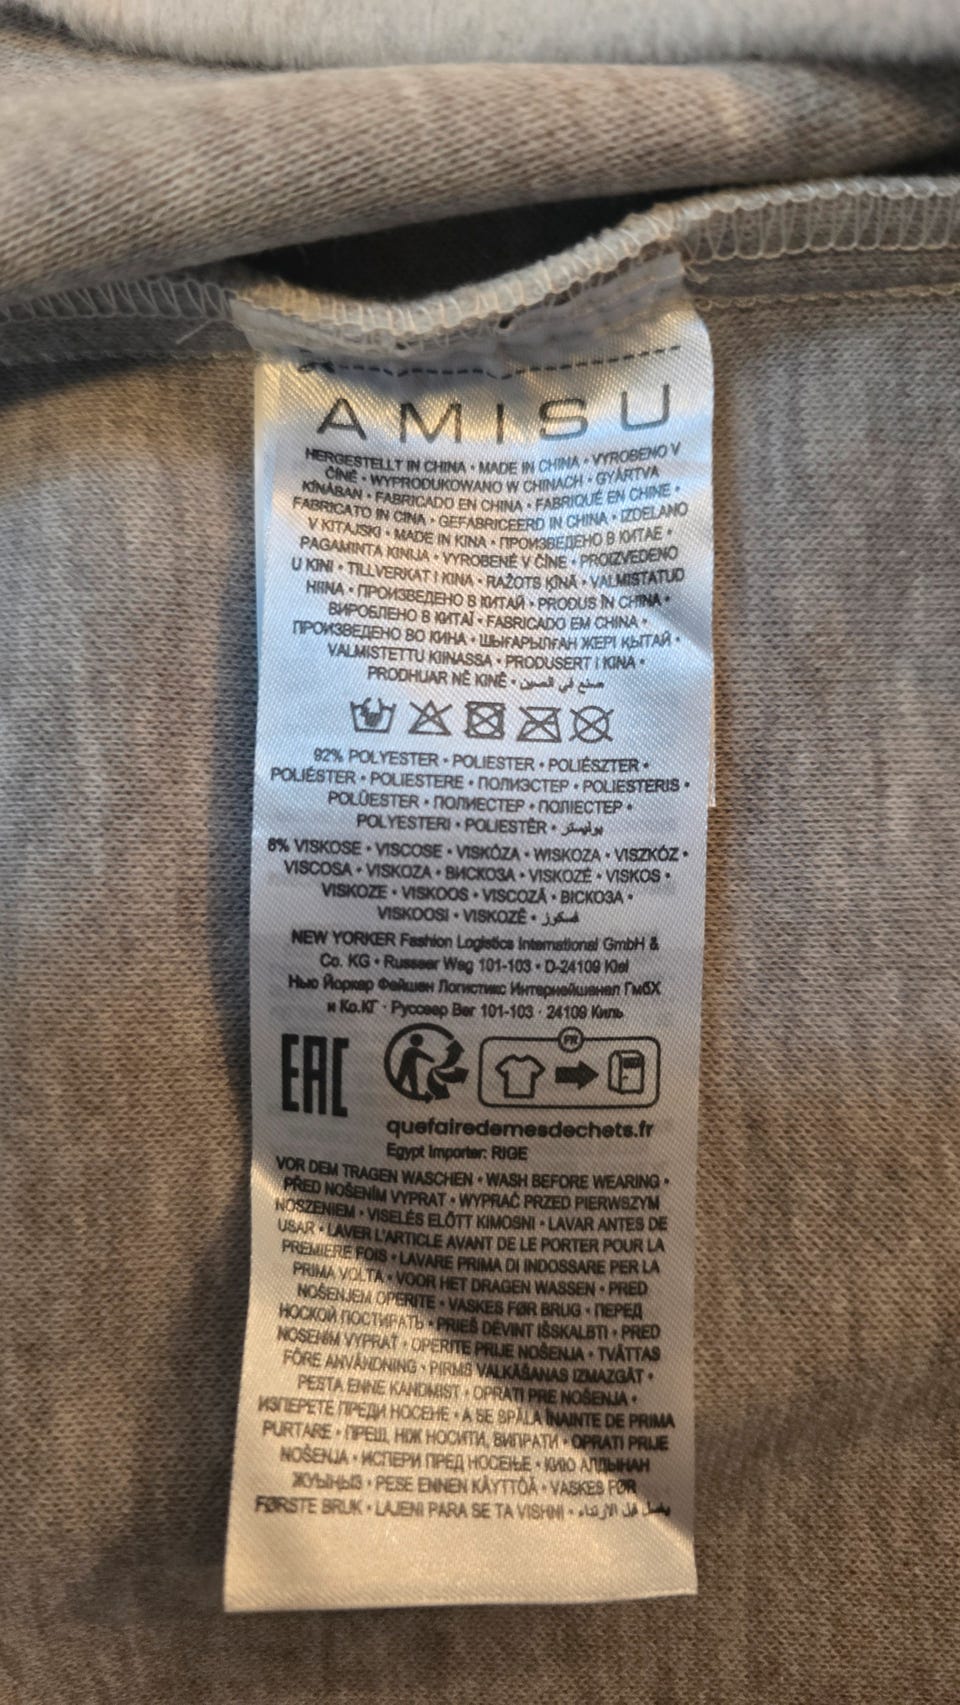 AMISU
HERGESTELLT IN CHINA • MADE IN CHINA • VYROBENO V
ČÍNĚ • WYPRODUKOWANO W CHINACH • GYÁRTVA
KÍNÁBAN • FABRICADO EN CHINA • FABRIQUÉ EN CHINE •
FABRICATO IN CINA • GEFABRICEERD IN CHINA • IZDELANO
V KITAJSKI • MADE IN KINA • ПРОИЗВЕДЕНО В КИТАЕ •
PAGAMINTA KINIJA • VYROBENÉ V ČÍNE • PROIZVEDENO
U KINI • TILLVERKAT I KINA • RAŽOTS ĶĪNĀ • VALMISTATUD
HIINA • ПРОИЗВЕДЕНО В КИТАЙ • PRODUS ÎN CHINA •
ВИРОБЛЕНО В КИТАЇ • FABRICADO EM CHINA •
ПРОИЗВЕДЕНО ВО КИНА • ШЫҒАРЫЛҒАН ЖЕРІ ҚЫТАЙ •
VALMISTETTU KIINASSA • PRODUSERT I KINA •
PRODHUAR NË KINË • صنع في الصين
92% POLYESTER • POLIESTER • POLIÉSZTER •
POLIÉSTER • POLIESTERE • ПОЛИЭСТЕР • POLIESTERIS •
POLÜESTER • ПОЛИЕСТЕР • ПОЛІЕСТЕР •
POLYESTERI • POLIESTËR • بوليستر
8% VISKOSE • VISCOSE • VISKÓZA • WISKOZA • VISZKÓZ •
VISCOSA • VISKOZA • ВИСКОЗА • VISKOZĖ • VISKOS •
VISKOZE • VISKOOS • VISCOZĂ • ВІСКОЗА •
VISKOOSI • VISKOZË • فسكوز
NEW YORKER Fashion Logistics International GmbH &
Co. KG • Russeer Weg 101-103 • D-24109 Kiel
Нью Йоркер Фейшен Логистикс Интернейшенал ГмбХ
и Ко.КГ · Руссеер Вег 101-103 · 24109 Киль
EAC
FR
quefairedemesdechets.fr
Egypt Importer: RIGE
VOR DEM TRAGEN WASCHEN • WASH BEFORE WEARING •
PŘED NOŠENÍM VYPRAT • WYPRAĆ PRZED PIERWSZYM
NOSZENIEM • VISELÉS ELŐTT KIMOSNI • LAVAR ANTES DE
USAR • LAVER L'ARTICLE AVANT DE LE PORTER POUR LA
PREMIERE FOIS • LAVARE PRIMA DI INDOSSARE PER LA
PRIMA VOLTA • VOOR HET DRAGEN WASSEN • PRED
NOŠENJEM OPERITE • VASKES FØR BRUG • ПЕРЕД
НОСКОЙ ПОСТИРАТЬ • PRIEŠ DĖVINT IŠSKALBTI • PRED
NOSENÍM VYPRAŤ • OPERITE PRIJE NOŠENJA • TVÄTTAS
FÖRE ANVÄNDNING • PIRMS VALKĀŠANAS IZMAZGĀT •
PESTA ENNE KANDMIST • OPRATI PRE NOŠENJA •
ИЗПЕРЕТЕ ПРЕДИ НОСЕНЕ • A SE SPĂLA ÎNAINTE DE PRIMA
PURTARE • ПРЕШ, НІЖ НОСИТИ, ВИПРАТИ • OPRATI PRIJE
NOŠENJA • ИСПЕРИ ПРЕД НОСЕЊЕ • КИЮ АЛДЫНАН
ЖУЫҢЫЗ • PESE ENNEN KÄYTTÖÄ • VASKES FØR
FØRSTE BRUK • LAJENI PARA SE TA VISHNI •